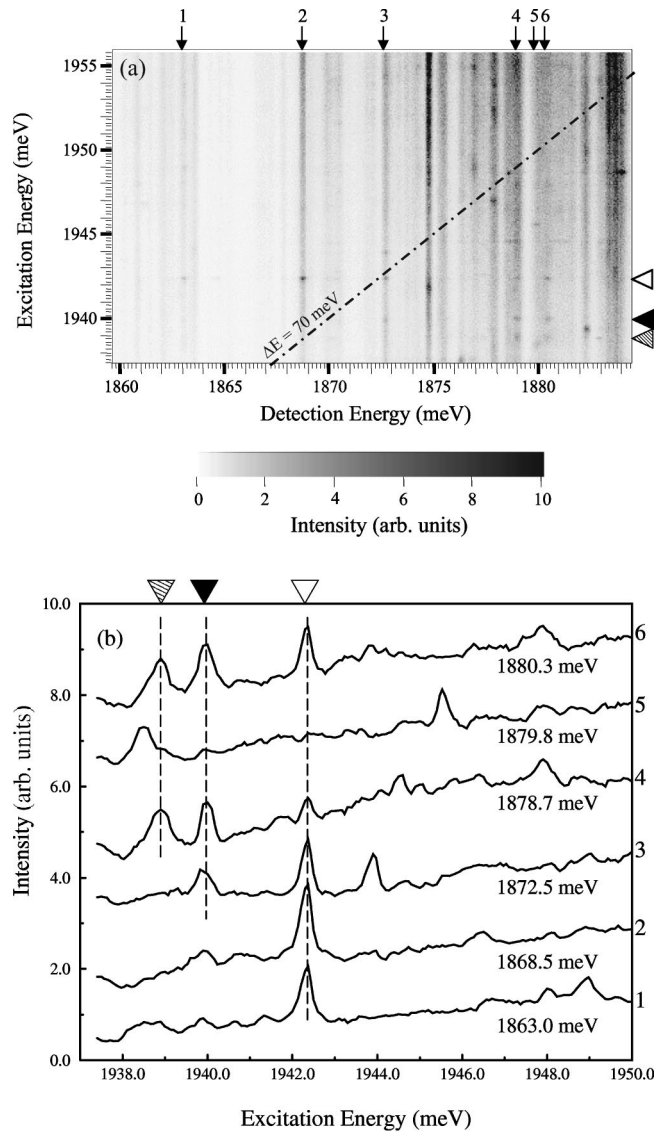 1 2 3 4 5 6
(a)
1955
1950
1945
1940
Excitation Energy (meV)
ΔE = 70 meV
1860 1865 1870 1875 1880
Detection Energy (meV)
0 2 4 6 8 10
Intensity (arb. units)
10.0
8.0
6.0
4.0
2.0
0.0
Intensity (arb. units)
(b)
6
1880.3 meV
5
1879.8 meV
4
1878.7 meV
3
1872.5 meV
2
1868.5 meV
1
1863.0 meV
1938.0 1940.0 1942.0 1944.0 1946.0 1948.0 1950.0
Excitation Energy (meV)